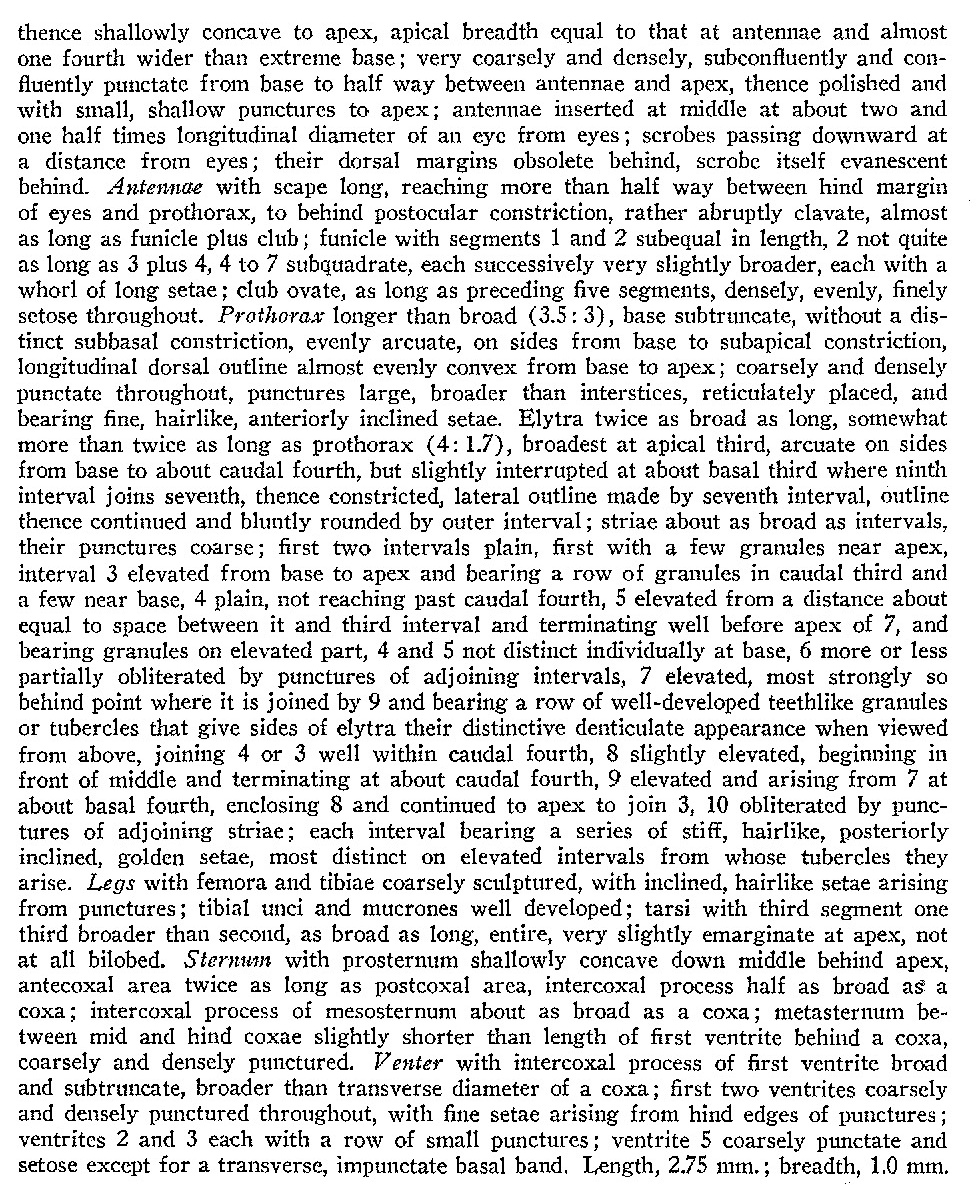 thence shallowly concave to apex, apical breadth equal to that at antennae and almost
one fourth wider than extreme base; very coarsely and densely, subconfluently and con-
fluently punctate from base to half way between antennae and apex, thence polished and
with small, shallow punctures to apex; antennae inserted at middle at about two and
one half times longitudinal diameter of an eye from eyes; scrobes passing downward at
a distance from eyes; their dorsal margins obsolete behind, scrobe itself evanescent
behind. Antennae with scape long, reaching more than half way between hind margin
of eyes and prothorax, to behind postocular constriction, rather abruptly clavate, almost
as long as funicle plus club; funicle with segments 1 and 2 subequal in length, 2 not quite
as long as 3 plus 4, 4 to 7 subquadrate, each successively very slightly broader, each with a
whorl of long setae; club ovate, as long as preceding five segments, densely, evenly, finely
setose throughout. Prothorax longer than broad (3.5: 3), base subtruncate, without a dis-
tinct subbasal constriction, evenly arcuate, on sides from base to subapical constriction,
longitudinal dorsal outline almost evenly convex from base to apex; coarsely and densely
punctate throughout, punctures large, broader than interstices, reticulately placed, and
bearing fine, hairlike, anteriorly inclined setae. Elytra twice as broad as long, somewhat
more than twice as long as prothorax (4: 1.7), broadest at apical third, arcuate on sides
from base to about caudal fourth, but slightly interrupted at about basal third where ninth
interval joins seventh, thence constricted, lateral outline made by seventh interval, outline
thence continued and bluntly rounded by outer interval; striae about as broad as intervals,
their punctures coarse; first two intervals plain, first with a few granules near apex,
interval 3 elevated from base to apex and bearing a row of granules in caudal third and
a few near base, 4 plain, not reaching past caudal fourth, 5 elevated from a distance about
equal to space between it and third interval and terminating well before apex of 7, and
bearing granules on elevated part, 4 and 5 not distinct individually at base, 6 more or less
partially obliterated by punctures of adjoining intervals, 7 elevated, most strongly so
behind point where it is joined by 9 and bearing a row of well-developed teethlike granules
or tubercles that give sides of elytra their distinctive denticulate appearance when viewed
from above, joining 4 or 3 well within caudal fourth, 8 slightly elevated, beginning in
front of middle and terminating at about caudal fourth, 9 elevated and arising from 7 at
about basal fourth, enclosing 8 and continued to apex to join 3, 10 obliterated by punc-
tures of adjoining striae; each interval bearing a series of stiff, hairlike, posteriorly
inclined, golden setae, most distinct on elevated intervals from whose tubercles they
arise. Legs with femora and tibiae coarsely sculptured, with inclined, hairlike setae arising
from punctures; tibial unci and mucrones well developed; tarsi with third segment one
third broader than second, as broad as long, entire, very slightly emarginate at apex, not
at all bilobed. Sternum with prosternum shallowly concave down middle behind apex,
antecoxal area twice as long as postcoxal area, intercoxal process half as broad as a
coxa; intercoxal process of mesosternum about as broad as a coxa; metasternum be-
tween mid and hind coxae slightly shorter than length of first ventrite behind a coxa,
coarsely and densely punctured. Venter with intercoxal process of first ventrite broad
and subtruncate, broader than transverse diameter of a coxa; first two ventrites coarsely
and densely punctured throughout, with fine setae arising from hind edges of punctures;
ventrites 2 and 3 each with a row of small punctures; ventrite 5 coarsely punctate and
setose except for a transverse, impunctate basal band. Length, 2.75 mm.; breadth, 1.0 mm.